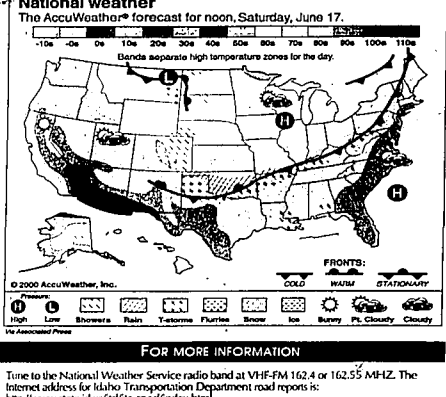 National weather
The AccuWeather® forecast for noon, Saturday, June 17.
-10s -0s 0s 10s 20s 30s 40s 50s 60s 70s 80s 90s 100s 110s
Bands separate high temperature zones for the day.
L
H
H
FRONTS:
COLD WARM STATIONARY
© 2000 AccuWeather, Inc.
Pressure:
H L
High Low Showers Rain T-storms Flurries Snow Ice Sunny Pt. Cloudy Cloudy
Via Associated Press
FOR MORE INFORMATION
Tune to the National Weather Service radio band at VHF-FM 162.4 or 162.55 MHZ. The
Internet address for Idaho Transportation Department road reports is: